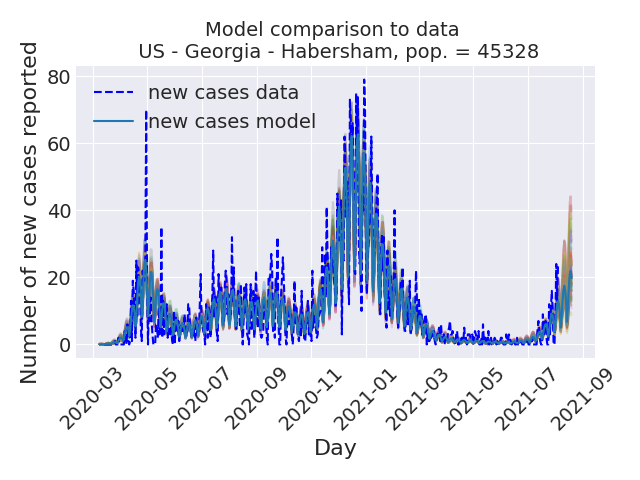 Model comparison to data
US - Georgia - Habersham, pop. = 45328
Number of new cases reported
80
60
40
20
0
new cases data
new cases model
2020-03
2020-05
2020-07
2020-09
2020-11
2021-01
2021-03
2021-05
2021-07
2021-09
Day